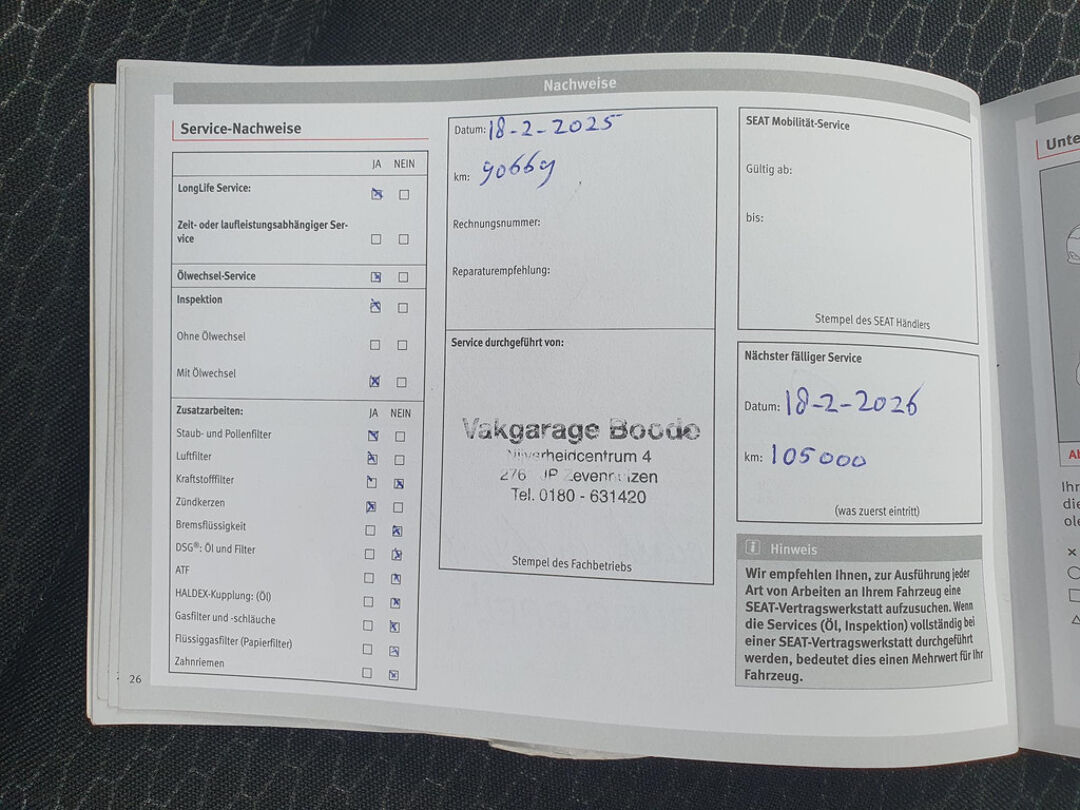 Nachweise
Service-Nachweise
JA NEIN
LongLife Service:
Zeit- oder laufleistungsabhängiger Ser-
vice
Ölwechsel-Service
Inspektion
Ohne Ölwechsel
Mit Ölwechsel
Zusatzarbeiten: JA NEIN
Staub- und Pollenfilter
Luftfilter
Kraftstofffilter
Zündkerzen
Bremsflüssigkeit
DSG®: Öl und Filter
ATF
HALDEX-Kupplung: (Öl)
Gasfilter und -schläuche
Flüssiggasfilter (Papierfilter)
Zahnriemen
26
Datum: 18-2-2025
km: 90669
Rechnungsnummer:
Reparaturempfehlung:
Service durchgeführt von:
Vakgarage Boode
4
Tel. 0180 - 631420
Stempel des Fachbetriebs
SEAT Mobilität-Service
Gültig ab:
bis:
Stempel des SEAT Händlers
Nächster fälliger Service
Datum: 18-2-2026
km: 105000
(was zuerst eintritt)
i Hinweis
Wir empfehlen Ihnen, zur Ausführung jeder
Art von Arbeiten an Ihrem Fahrzeug eine
SEAT-Vertragswerkstatt aufzusuchen. Wenn
die Services (Öl, Inspektion) vollständig bei
einer SEAT-Vertragswerkstatt durchgeführt
werden, bedeutet dies einen Mehrwert für Ihr
Fahrzeug.